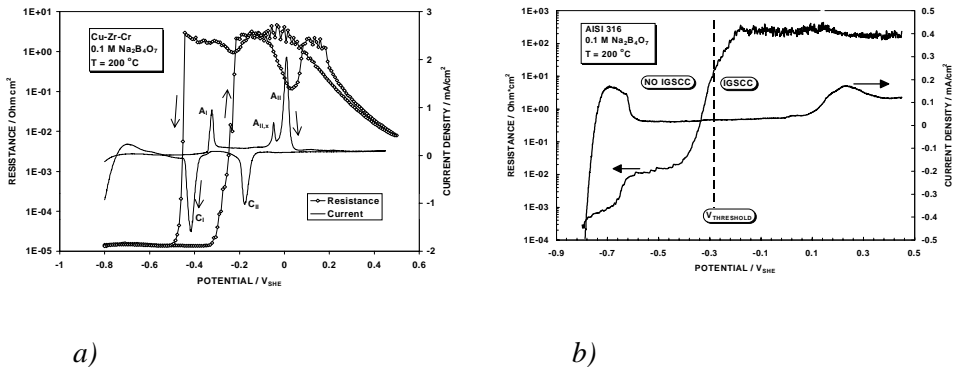 a)
1E+03
1E+01
1E+00
1E-01
1E-02
1E-03
1E-04
1E-05
RESISTANCE / Ohm cm²
Cu-Zr-Cr
0.1 M Na₂B₄O₇
T = 200 °C
A_I
A_II,x
A_II
C_I
C_II
Resistance
Current
3
2
1
0
-1
-2
CURRENT DENSITY / mA/cm²
-1 -0.8 -0.6 -0.4 -0.2 0 0.2 0.4 0.6
POTENTIAL / V_SHE
b)
1E+03
1E+02
1E+01
1E+00
1E-01
1E-02
1E-03
1E-04
RESISTANCE / Ohm*cm²
AISI 316
0.1 M Na₂B₄O₇
T = 200 °C
NO IGSCC
IGSCC
V_THRESHOLD
0.5
0.4
0.3
0.2
0.1
0
-0.1
-0.2
0.3
-0.4
-0.5
CURRENT DENSITY / mA/cm²
-0.9 -0.7 -0.5 -0.3 -0.1 0.1 0.3 0.5
POTENTIAL / V_SHE
a)
b)